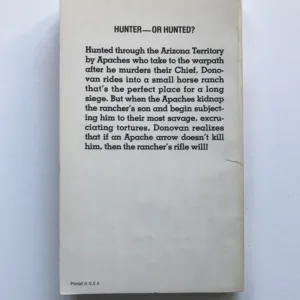 HUNTER—OR HUNTED?
Hunted through the Arizona Territory
by Apaches who take to the warpath
after he murders their Chief, Dono-
van rides into a small horse ranch
that's the perfect place for a long
siege. But when the Apaches kidnap
the rancher's son and begin subject-
ing him to their most savage, excru-
ciating tortures, Donovan realizes
that if an Apache arrow doesn't kill
him, then the rancher's rifle will!
Printed in U.S.A.